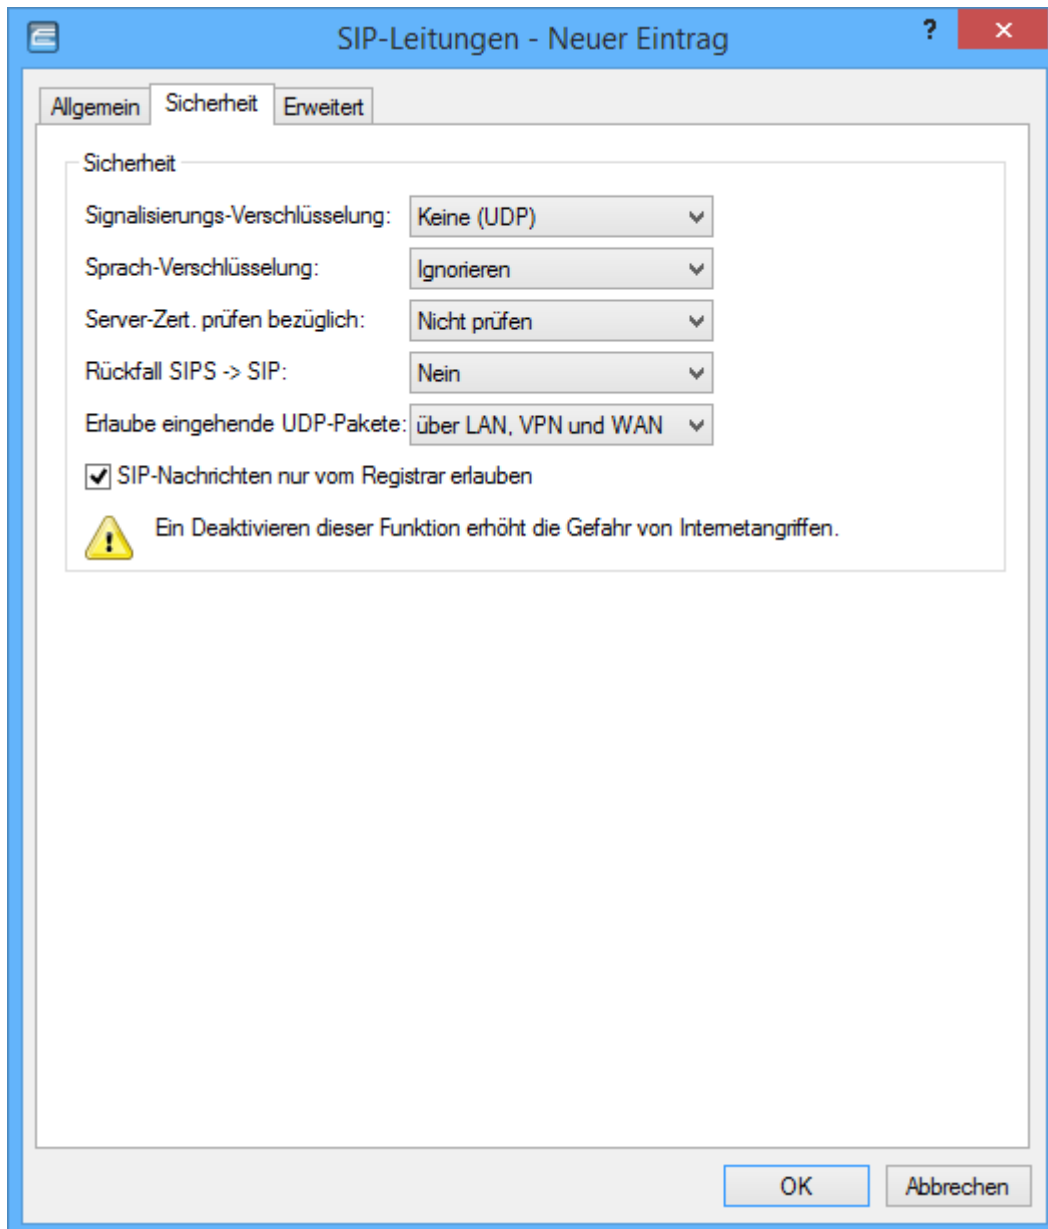 SIP-Leitungen - Neuer Eintrag ? ×
Allgemein Sicherheit Erweitert
Sicherheit
Signalisierungs-Verschlüsselung: Keine (UDP)
Sprach-Verschlüsselung: Ignorieren
Server-Zert. prüfen bezüglich: Nicht prüfen
Rückfall SIPS -> SIP: Nein
Erlaube eingehende UDP-Pakete: über LAN, VPN und WAN
SIP-Nachrichten nur vom Registrar erlauben
Ein Deaktivieren dieser Funktion erhöht die Gefahr von Internetangriffen.
OK Abbrechen